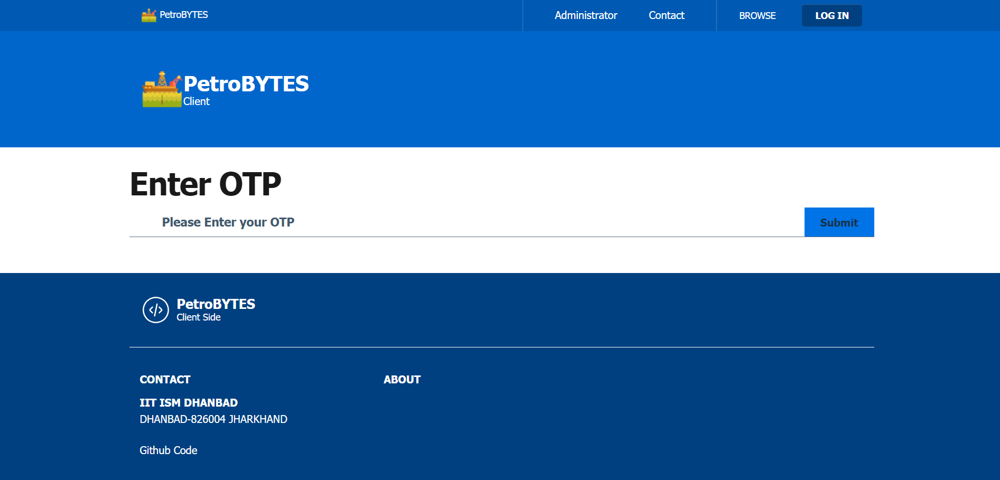 PetroBYTES
Administrator
Contact
BROWSE
LOG IN
PetroBYTES
Client
Enter OTP
Please Enter your OTP
Submit
</>
PetroBYTES
Client Side
CONTACT
IIT ISM DHANBAD
DHANBAD-826004 JHARKHAND
Github Code
ABOUT